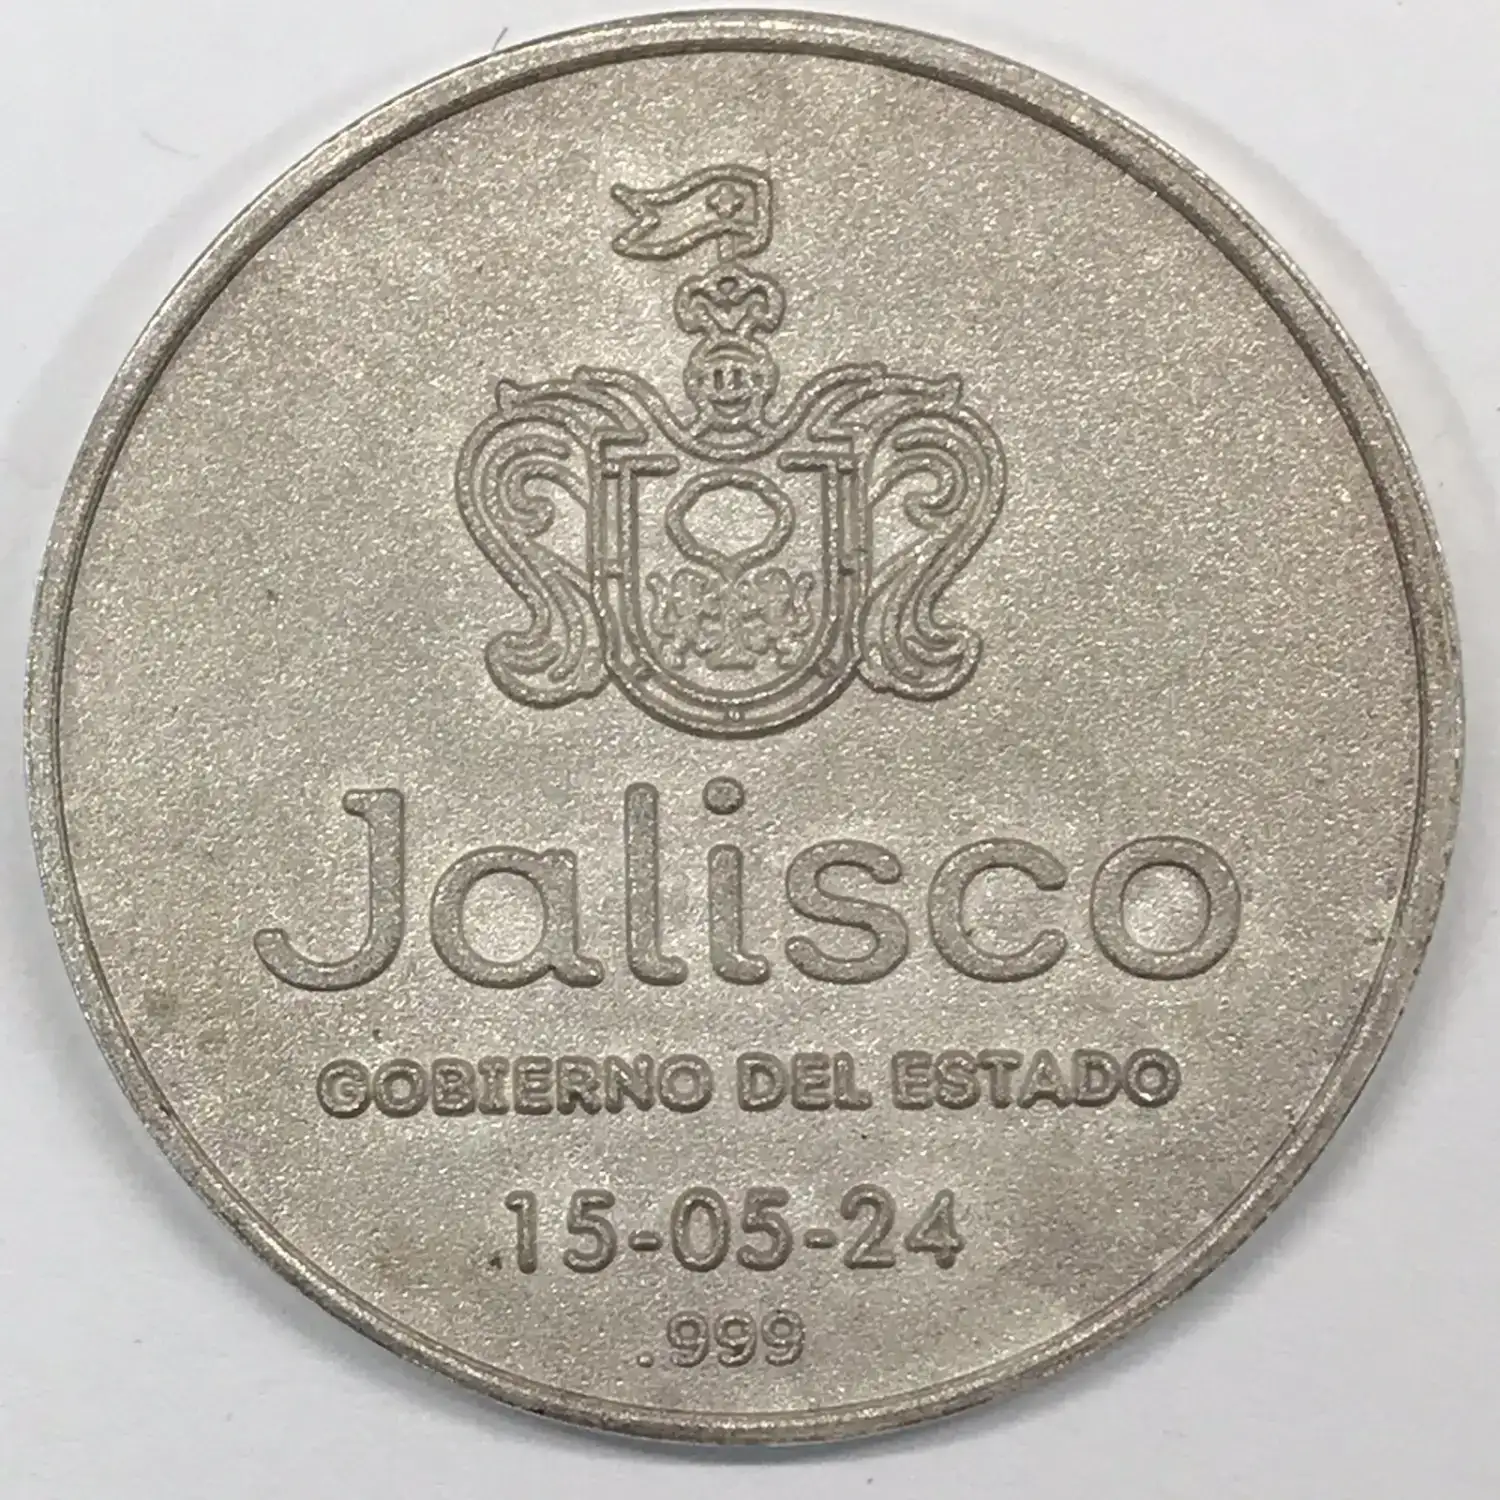 Jalisco
GOBIERNO DEL ESTADO
15-05-24
.999